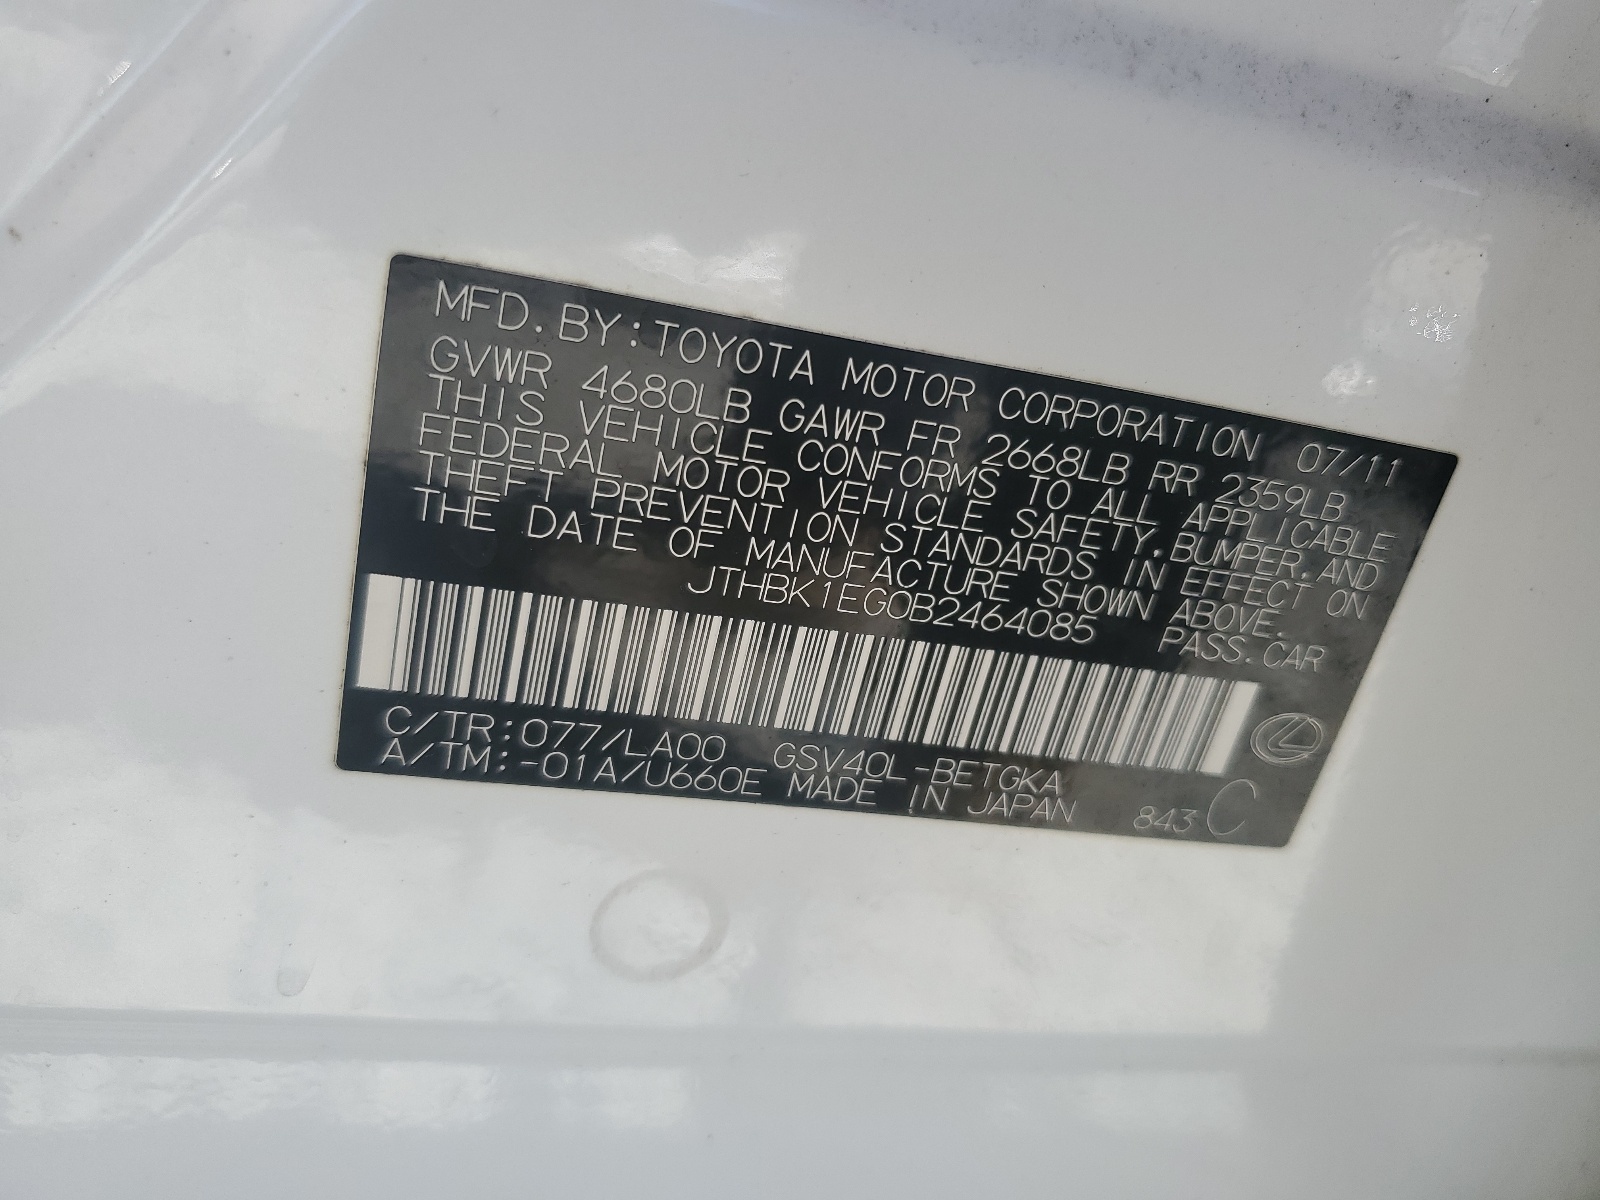 MFD. BY: TOYOTA MOTOR CORPORATION 07/11
GVWR 4680LB GAWR FR 2668LB RR 2359LB
THIS VEHICLE CONFORMS TO ALL APPLICABLE
FEDERAL MOTOR VEHICLE SAFETY, BUMPER, AND
THEFT PREVENTION STANDARDS IN EFFECT ON
THE DATE OF MANUFACTURE SHOWN ABOVE.
JTHBK1EG0B2464085 PASS. CAR
C/TR: 077/LA00 GSV40L-BETGKA
A/TM: -01A/U660E MADE IN JAPAN 843 C